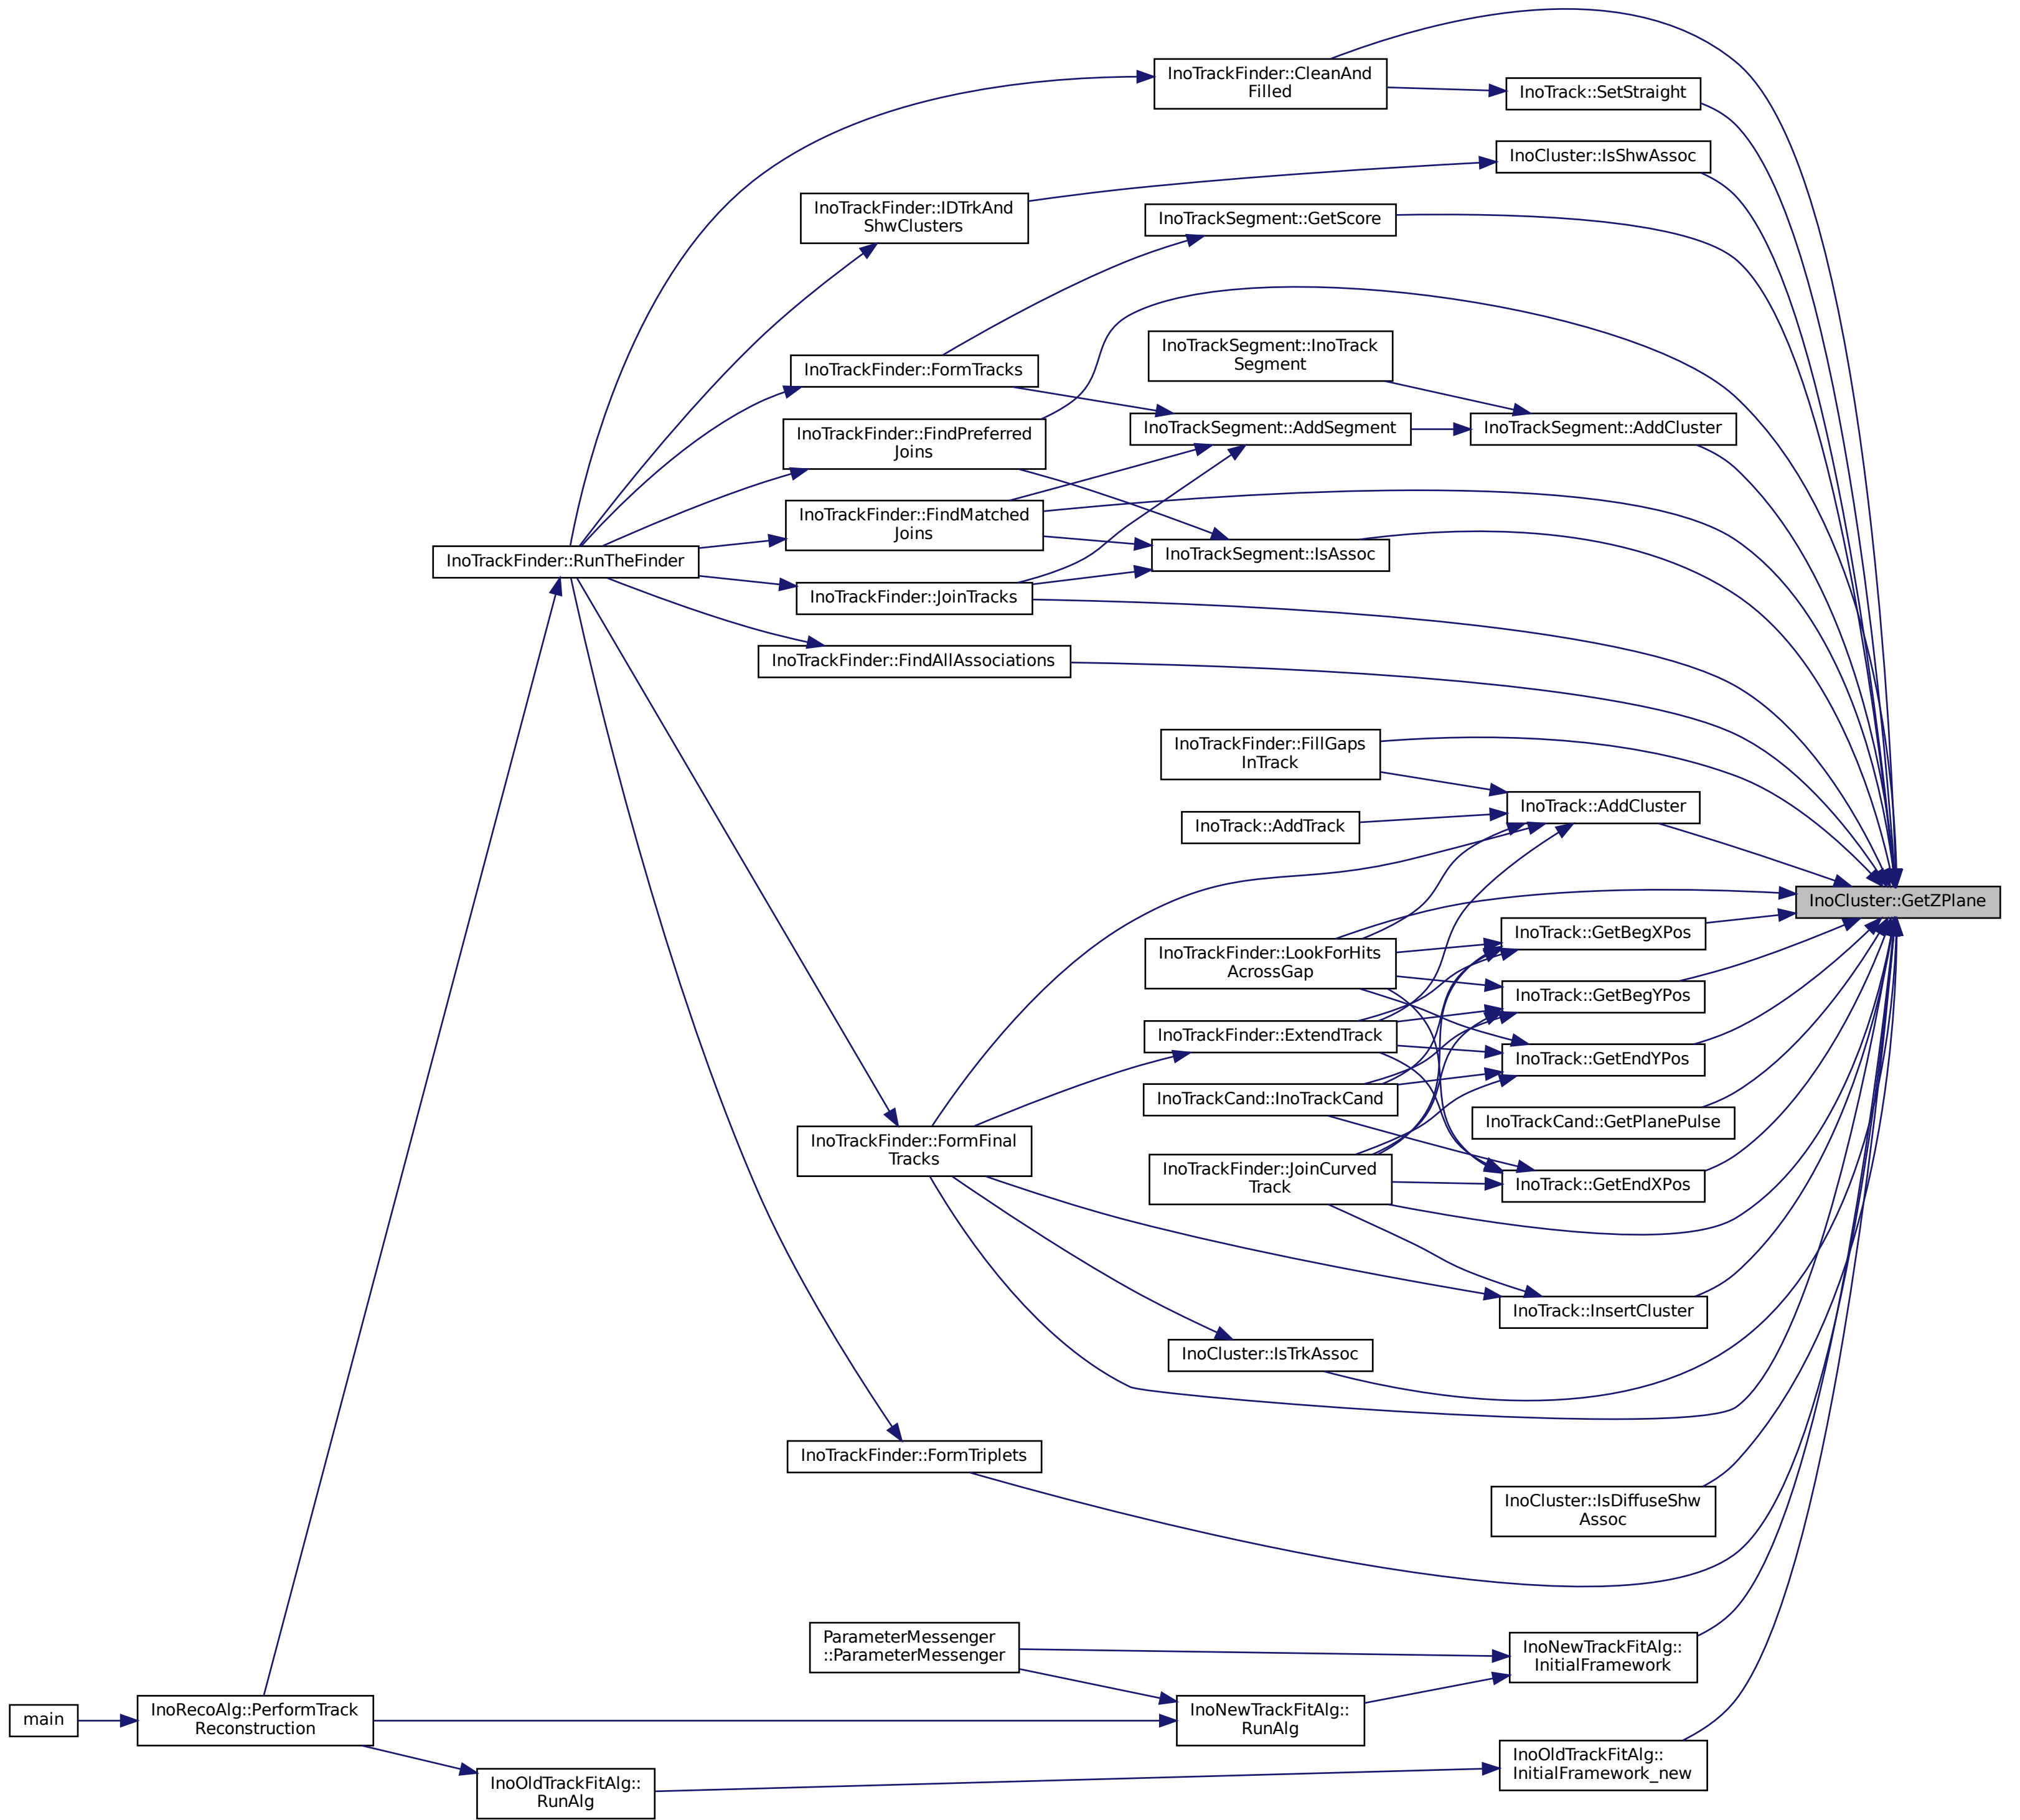 InoTrackFinder::CleanAnd
Filled
InoTrack::SetStraight
InoCluster::IsShwAssoc
InoTrackFinder::IDTrkAnd
ShwClusters
InoTrackSegment::GetScore
InoTrackSegment::InoTrack
Segment
InoTrackFinder::FormTracks
InoTrackFinder::FindPreferred
Joins
InoTrackSegment::AddSegment
InoTrackSegment::AddCluster
InoTrackFinder::FindMatched
Joins
InoTrackFinder::RunTheFinder
InoTrackSegment::IsAssoc
InoTrackFinder::JoinTracks
InoTrackFinder::FindAllAssociations
InoTrackFinder::FillGaps
InTrack
InoTrack::AddCluster
InoTrack::AddTrack
InoCluster::GetZPlane
InoTrack::GetBegXPos
InoTrackFinder::LookForHits
AcrossGap
InoTrack::GetBegYPos
InoTrackFinder::ExtendTrack
InoTrack::GetEndYPos
InoTrackCand::InoTrackCand
InoTrackCand::GetPlanePulse
InoTrackFinder::FormFinal
Tracks
InoTrackFinder::JoinCurved
Track
InoTrack::GetEndXPos
InoTrack::InsertCluster
InoCluster::IsTrkAssoc
InoTrackFinder::FormTriplets
InoCluster::IsDiffuseShw
Assoc
ParameterMessenger
::ParameterMessenger
InoNewTrackFitAlg::
InitialFramework
main
InoRecoAlg::PerformTrack
Reconstruction
InoNewTrackFitAlg::
RunAlg
InoOldTrackFitAlg::
InitialFramework_new
InoOldTrackFitAlg::
RunAlg